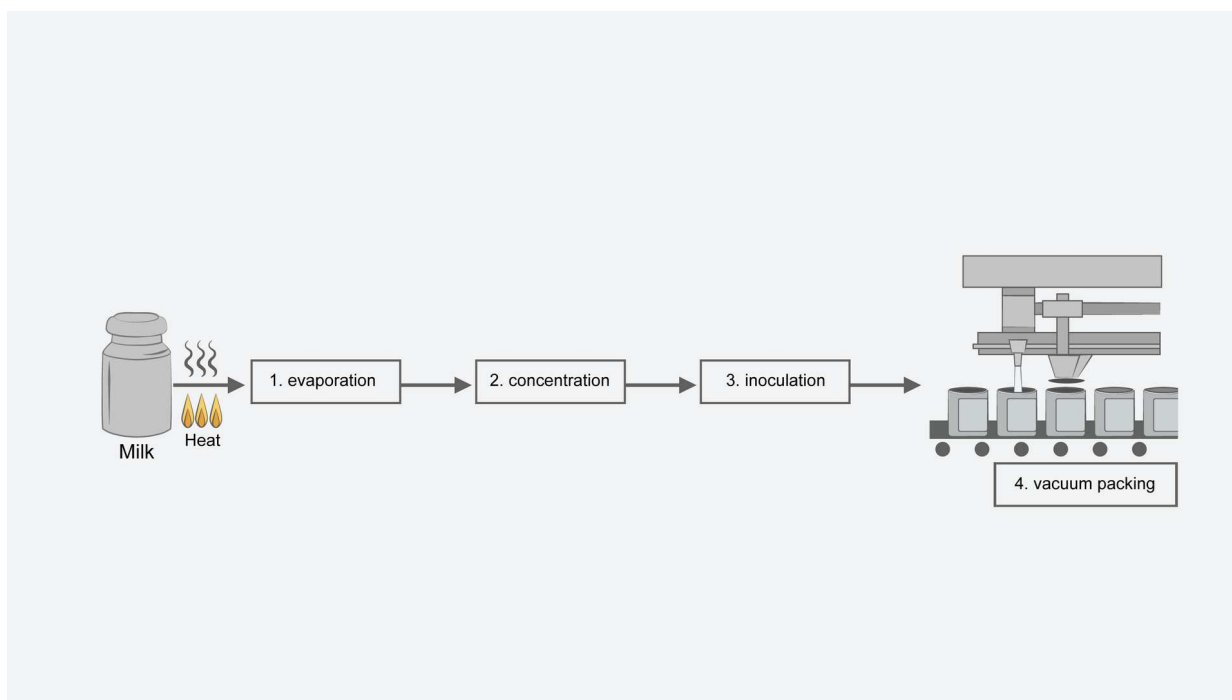 Milk
Heat
1. evaporation
2. concentration
3. inoculation
4. vacuum packing